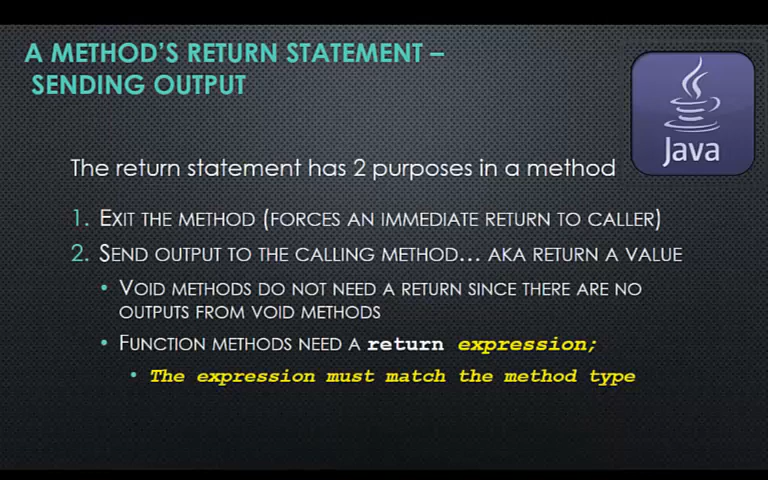 A METHOD'S RETURN STATEMENT –
SENDING OUTPUT
Java
The return statement has 2 purposes in a method
1. EXIT THE METHOD (FORCES AN IMMEDIATE RETURN TO CALLER)
2. SEND OUTPUT TO THE CALLING METHOD... AKA RETURN A VALUE
• VOID METHODS DO NOT NEED A RETURN SINCE THERE ARE NO
OUTPUTS FROM VOID METHODS
• FUNCTION METHODS NEED A return expression;
• The expression must match the method type